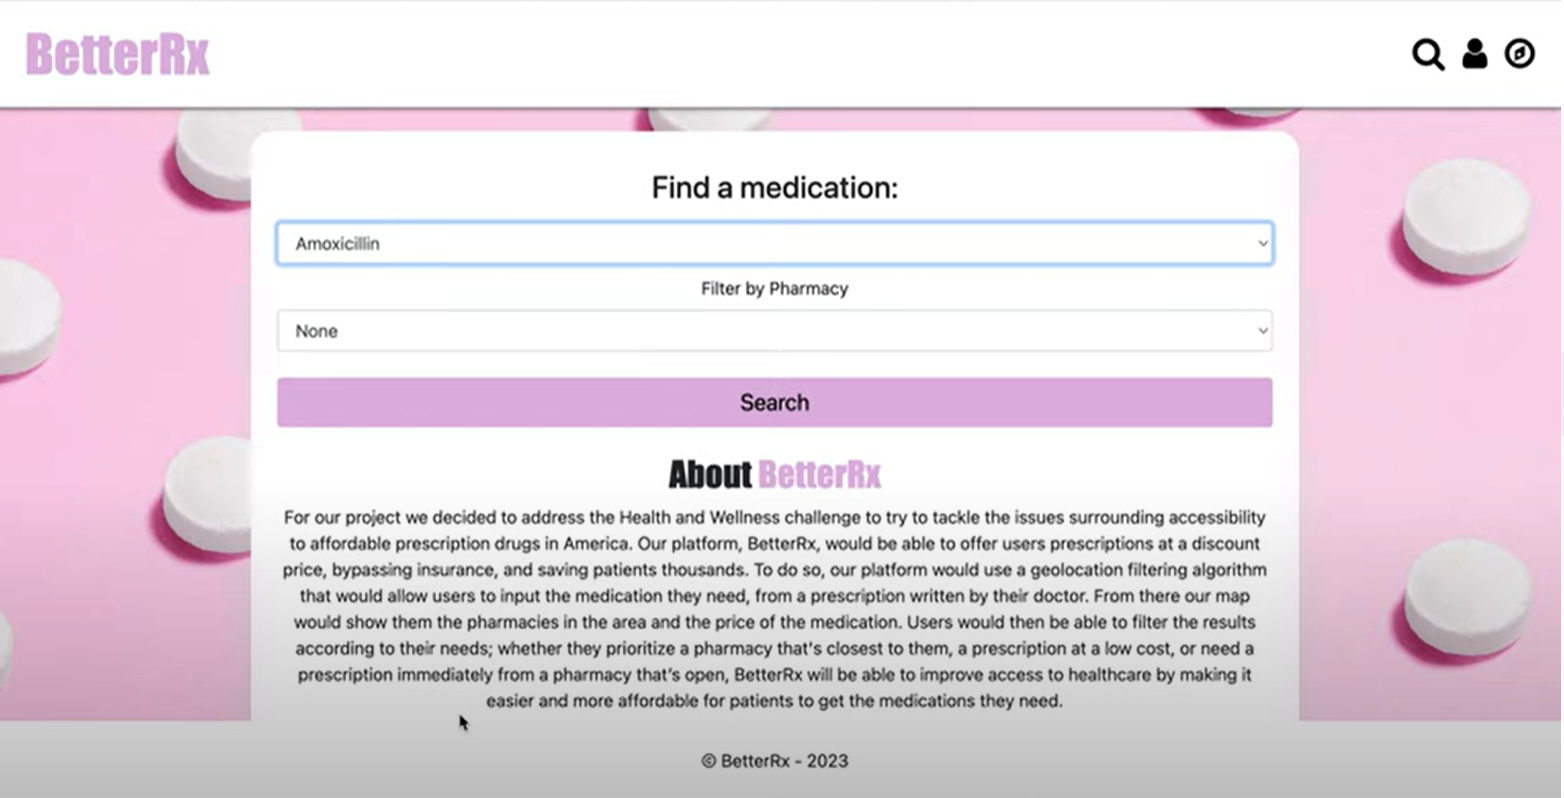 BetterRx
Find a medication:
Amoxicillin
Filter by Pharmacy
None
Search
About BetterRx
For our project we decided to address the Health and Wellness challenge to try to tackle the issues surrounding accessibility
to affordable prescription drugs in America. Our platform, BetterRx, would be able to offer users prescriptions at a discount
price, bypassing insurance, and saving patients thousands. To do so, our platform would use a geolocation filtering algorithm
that would allow users to input the medication they need, from a prescription written by their doctor. From there our map
would show them the pharmacies in the area and the price of the medication. Users would then be able to filter the results
according to their needs; whether they prioritize a pharmacy that's closest to them, a prescription at a low cost, or need a
prescription immediately from a pharmacy that's open, BetterRx will be able to improve access to healthcare by making it
easier and more affordable for patients to get the medications they need.
© BetterRx - 2023